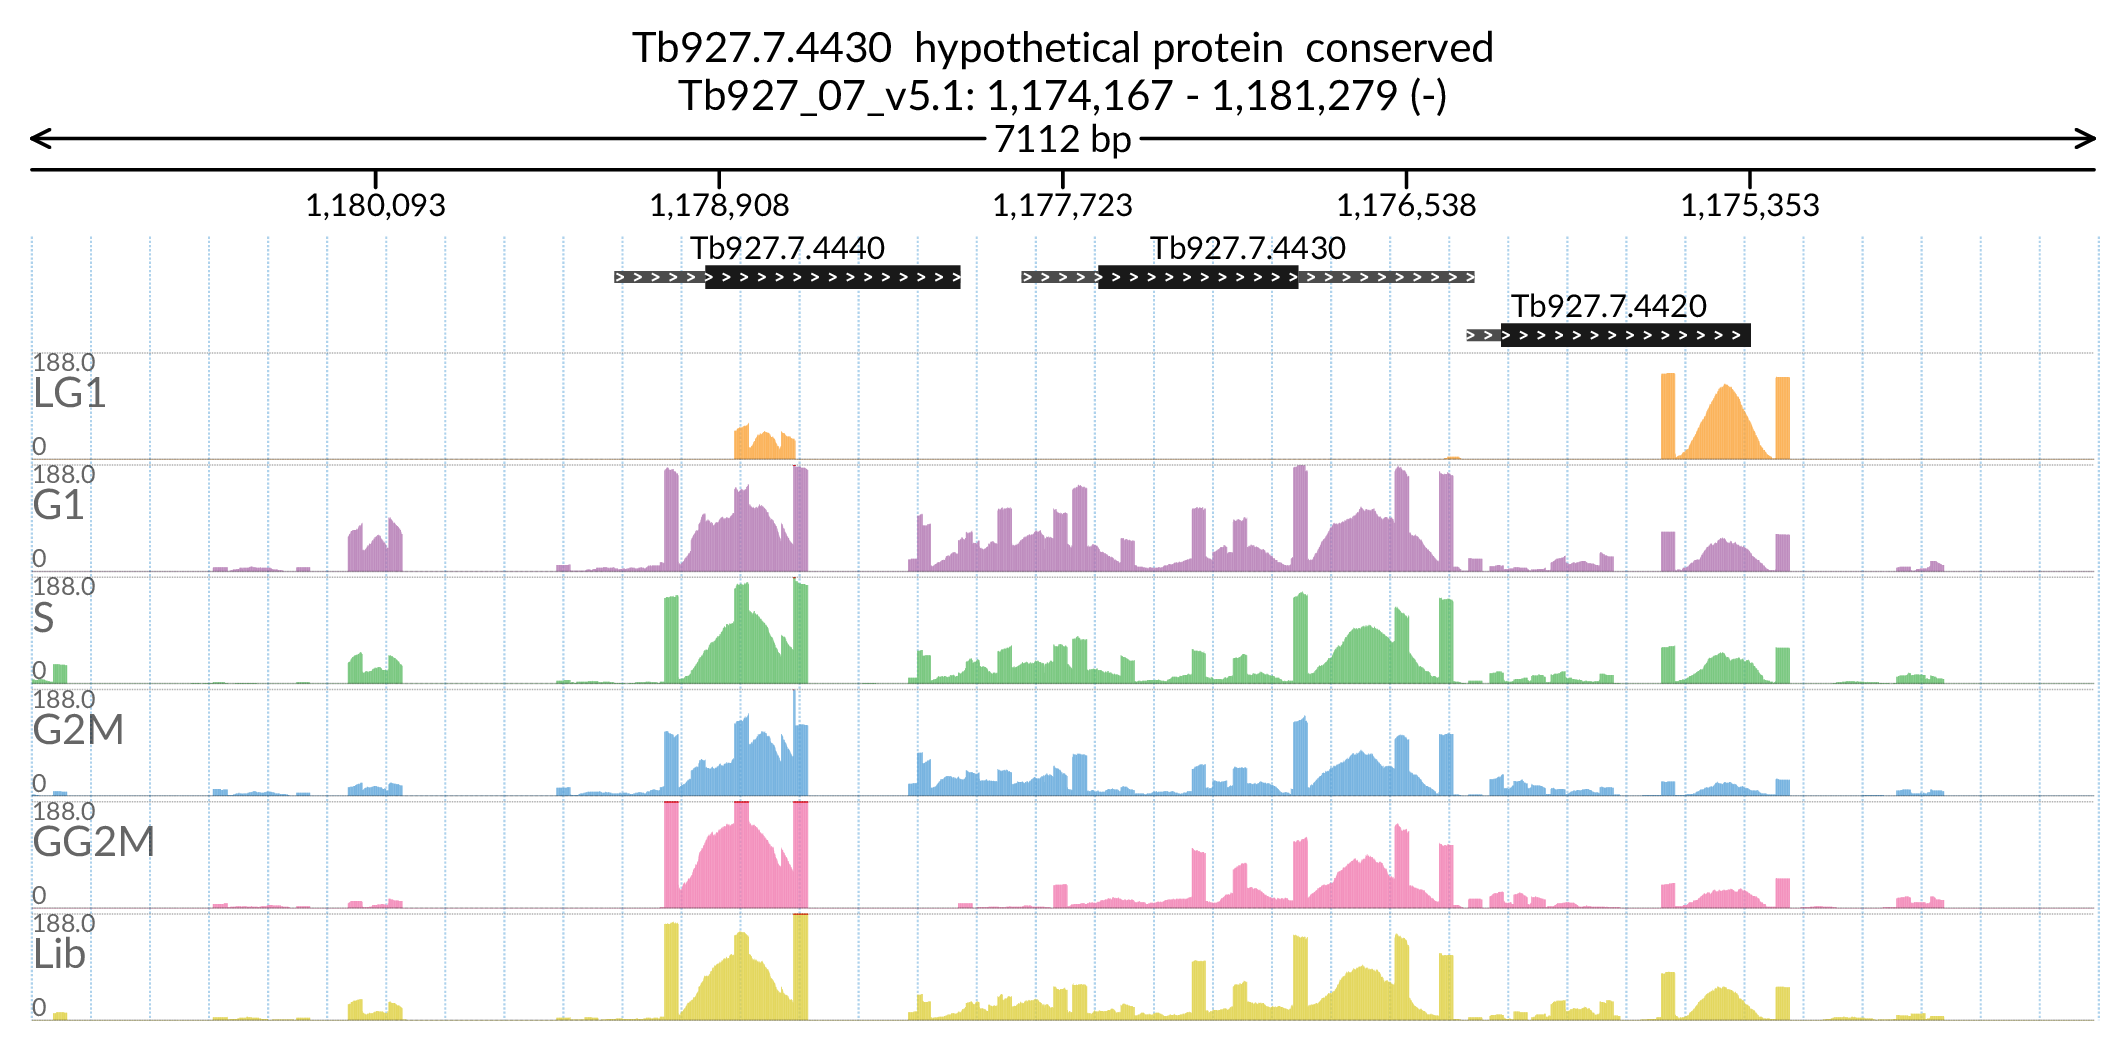 Tb927.7.4430  hypothetical protein  conserved
Tb927_07_v5.1: 1,174,167 - 1,181,279 (-)
7112 bp
1,180,093 1,178,908 1,177,723 1,176,538 1,175,353
Tb927.7.4440 Tb927.7.4430
Tb927.7.4420
188.0
LG1
0
188.0
G1
0
188.0
S
0
188.0
G2M
0
188.0
GG2M
0
188.0
Lib
0